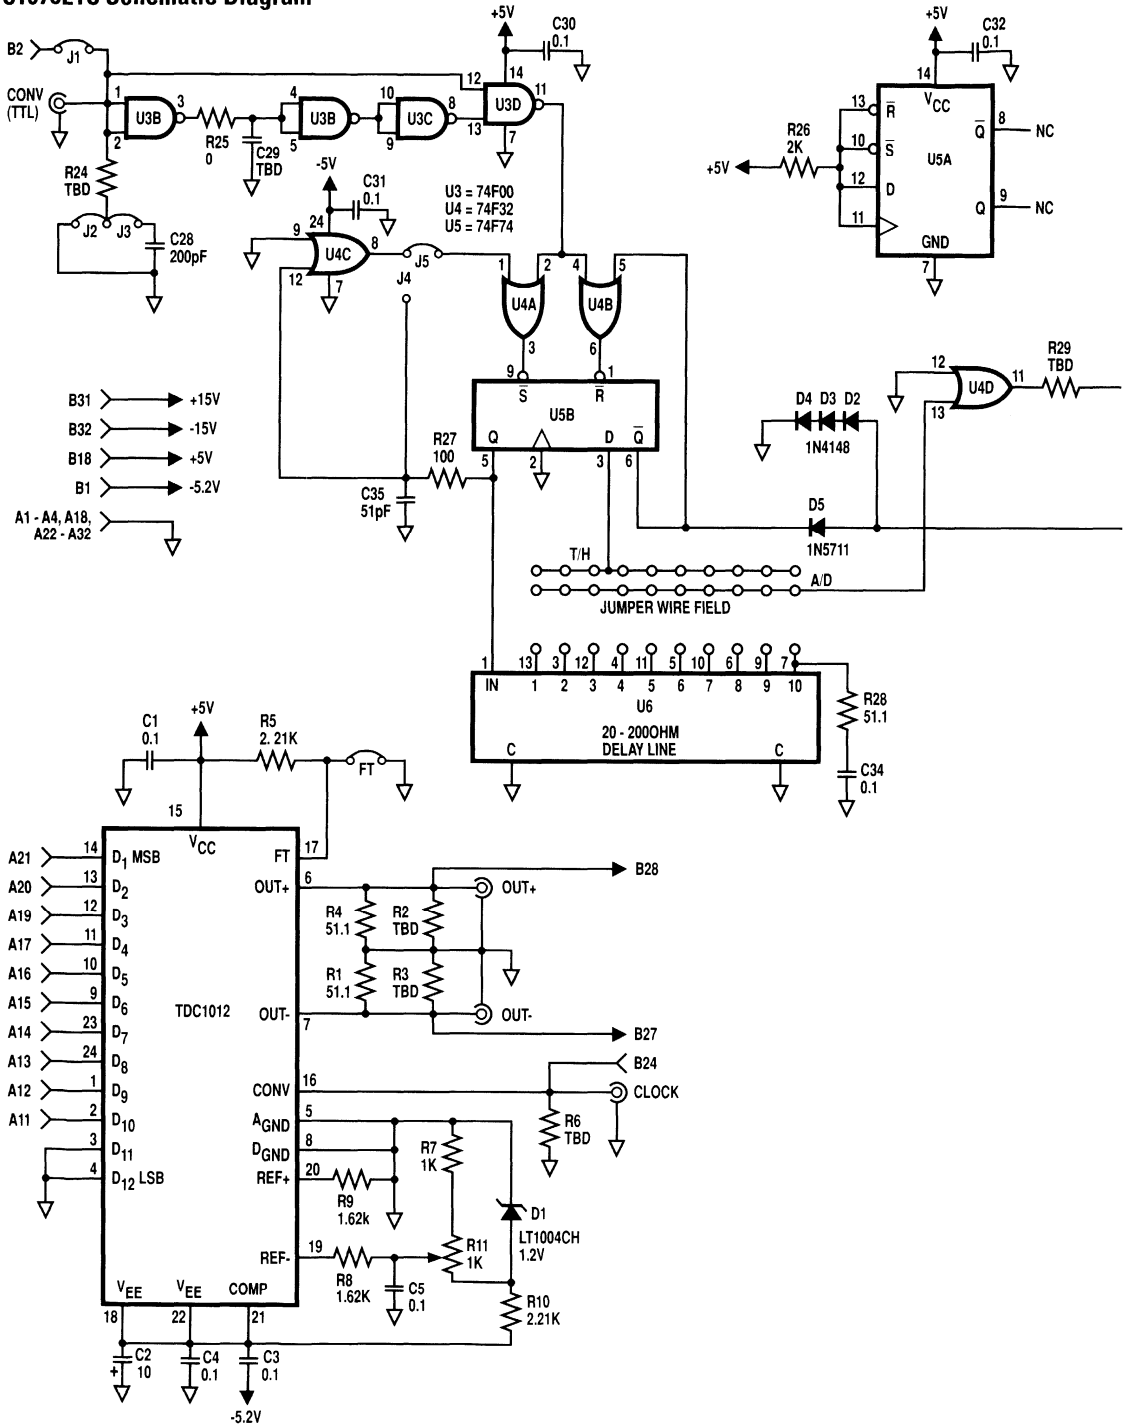 Schematic Diagram
+5V
C30
0.1
+5V
C32
0.1
B2
J1
CONV
(TTL)
1
2
U3B
3
R25
0
C29
TBD
4
5
U3B
10
9
U3C
8
12
13
14
U3D
11
7
R24
TBD
J2
J3
C28
200pF
-5V
C31
0.1
24
9
12
U4C
8
7
J5
J4
U3 = 74F00
U4 = 74F32
U5 = 74F74
1
2
U4A
3
4
5
U4B
6
+5V
R26
2K
14
VCC
13
R
10
S
12
D
11
U5A
Q
8
NC
Q
9
NC
GND
7
9
S
1
R
U5B
Q
D
Q
5
2
3
6
R27
100
C35
51pF
B31
+15V
B32
-15V
B18
+5V
B1
-5.2V
A1 - A4, A18,
A22 - A32
12
13
U4D
11
R29
TBD
D4 D3 D2
1N4148
D5
1N5711
T/H
A/D
JUMPER WIRE FIELD
1
13
3
12
4
11
5
10
6
9
7
IN
1
2
3
4
5
6
7
8
9
10
U6
20 - 200OHM
DELAY LINE
C
C
R28
51.1
C34
0.1
+5V
C1
0.1
R5
2.21K
FT
15
VCC
A21
14
D1 MSB
A20
13
D2
A19
12
D3
A17
11
D4
A16
10
D5
A15
9
D6
A14
23
D7
A13
24
D8
A12
1
D9
A11
2
D10
3
D11
4
D12 LSB
TDC1012
FT
17
OUT+
6
OUT-
7
CONV
16
AGND
5
DGND
8
REF+
20
REF-
19
R4
51.1
R2
TBD
R1
51.1
R3
TBD
OUT+
OUT-
B28
B27
B24
CLOCK
R6
TBD
R7
1K
R9
1.62k
D1
LT1004CH
1.2V
R11
1K
R8
1.62K
C5
0.1
R10
2.21K
VEE
VEE
COMP
18
22
21
C2
10
+
C4
0.1
C3
0.1
-5.2V